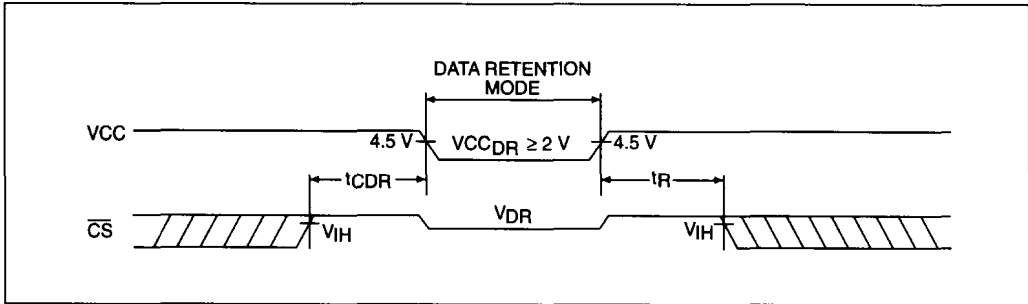 DATA RETENTION
MODE
VCC
4.5 V
VCCDR ≥ 2 V
4.5 V
tCDR
tR
CS
VIH
VDR
VIH